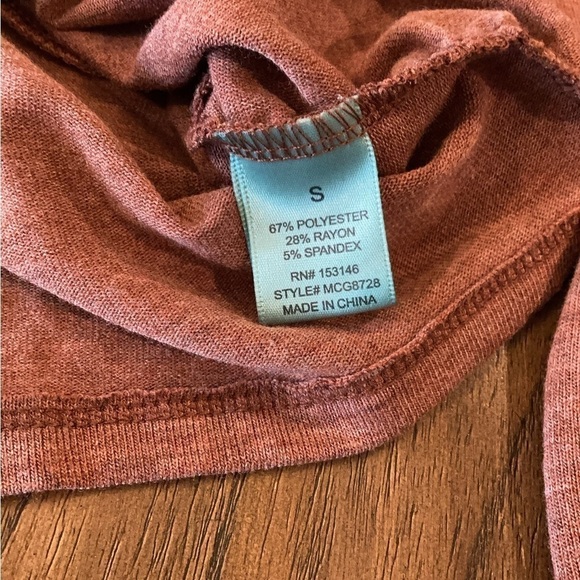 S
67% POLYESTER
28% RAYON
5% SPANDEX
RN# 153146
STYLE# MCG8728
MADE IN CHINA